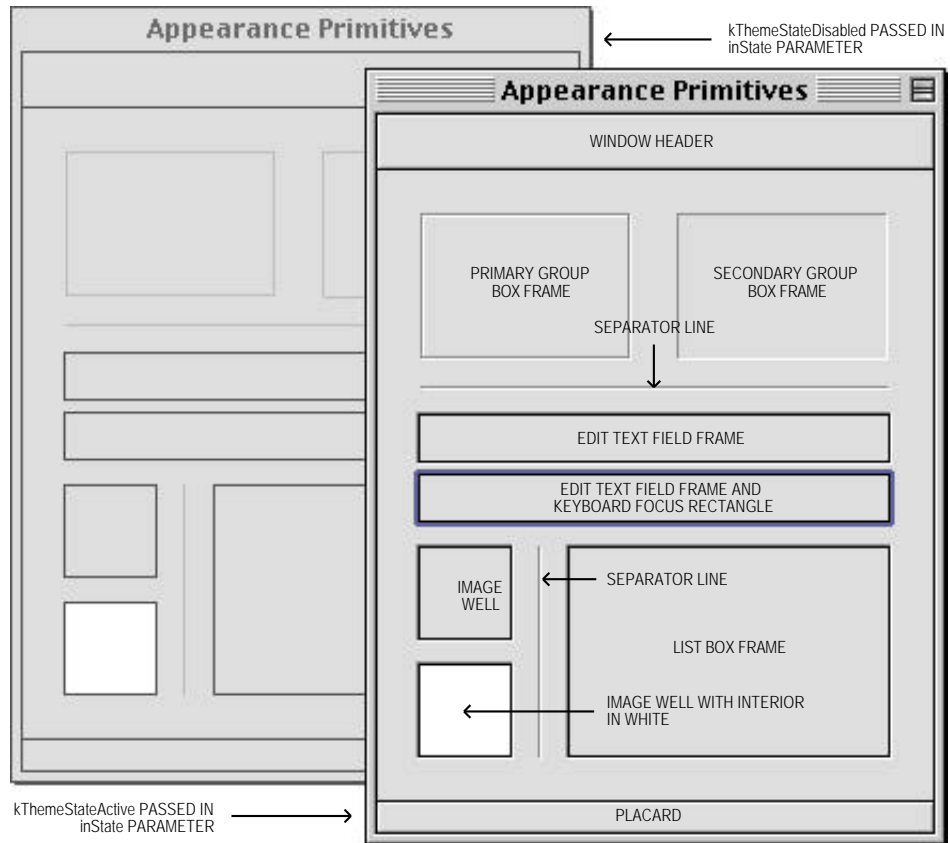 Appearance Primitives
kThemeStateDisabled PASSED IN
inState PARAMETER
Appearance Primitives
WINDOW HEADER
PRIMARY GROUP
BOX FRAME
SECONDARY GROUP
BOX FRAME
SEPARATOR LINE
EDIT TEXT FIELD FRAME
EDIT TEXT FIELD FRAME AND
KEYBOARD FOCUS RECTANGLE
IMAGE
WELL
SEPARATOR LINE
LIST BOX FRAME
IMAGE WELL WITH INTERIOR
IN WHITE
kThemeStateActive PASSED IN
inState PARAMETER
PLACARD